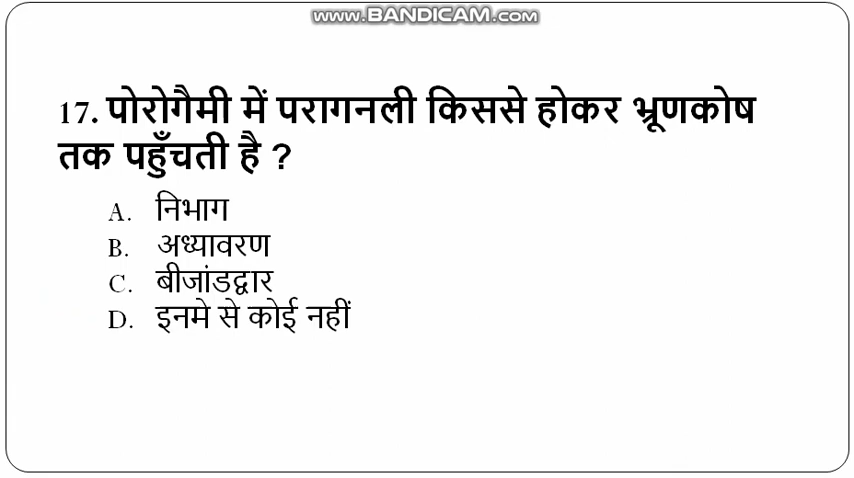 WWW.BANDICAM.COM
17. पोरोगैमी में परागनली किससे होकर भ्रूणकोष
तक पहुँचती है ?
A. निभाग
B. अध्यावरण
C. बीजांडद्वार
D. इनमे से कोई नहीं